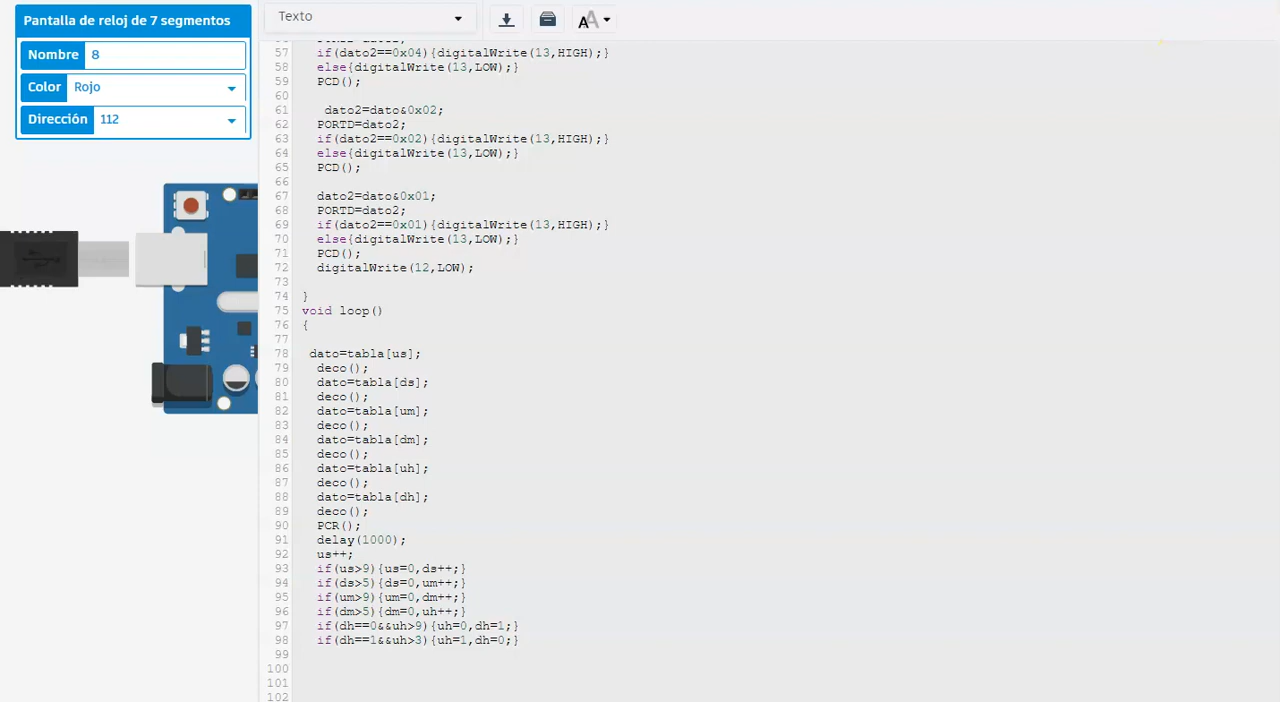 Pantalla de reloj de 7 segmentos
Nombre 8
Color Rojo
Dirección 112
Texto
57 if(dato2==0x04){digitalWrite(13,HIGH);}
58 else{digitalWrite(13,LOW);}
59 PCD();
60
61 dato2=dato&0x02;
62 PORTD=dato2;
63 if(dato2==0x02){digitalWrite(13,HIGH);}
64 else{digitalWrite(13,LOW);}
65 PCD();
66
67 dato2=dato&0x01;
68 PORTD=dato2;
69 if(dato2==0x01){digitalWrite(13,HIGH);}
70 else{digitalWrite(13,LOW);}
71 PCD();
72 digitalWrite(12,LOW);
73
74 }
75 void loop()
76 {
77
78 dato=tabla[us];
79 deco();
80 dato=tabla[ds];
81 deco();
82 dato=tabla[um];
83 deco();
84 dato=tabla[dm];
85 deco();
86 dato=tabla[uh];
87 deco();
88 dato=tabla[dh];
89 deco();
90 PCR();
91 delay(1000);
92 us++;
93 if(us>9){us=0,ds++;}
94 if(ds>5){ds=0,um++;}
95 if(um>9){um=0,dm++;}
96 if(dm>5){dm=0,uh++;}
97 if(dh==0&&uh>9){uh=0,dh=1;}
98 if(dh==1&&uh>3){uh=1,dh=0;}
99
100
101
102